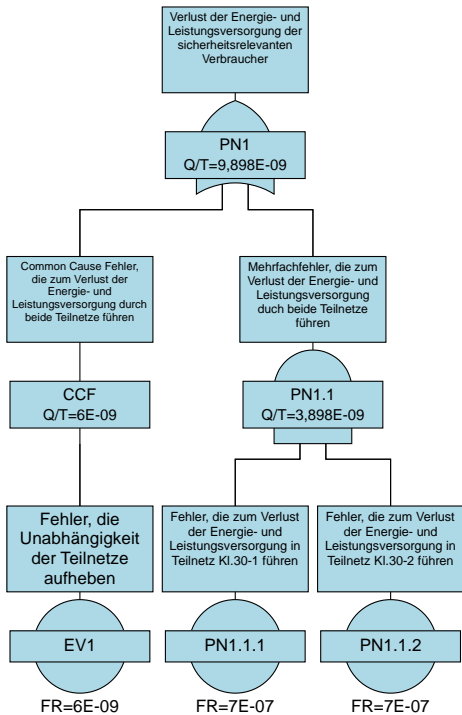 Verlust der Energie- und
Leistungsversorgung der
sicherheitsrelevanten
Verbraucher
PN1
Q/T=9,898E-09
Common Cause Fehler,
die zum Verlust der
Energie- und
Leistungsversorgung durch
beide Teilnetze führen
Mehrfachfehler, die zum
Verlust der Energie- und
Leistungsversorgung
duch beide Teilnetze
führen
CCF
Q/T=6E-09
PN1.1
Q/T=3,898E-09
Fehler, die
Unabhängigkeit
der Teilnetze
aufheben
Fehler, die zum Verlust
der Energie- und
Leistungsversorgung in
Teilnetz Kl.30-1 führen
Fehler, die zum Verlust
der Energie- und
Leistungsversorgung in
Teilnetz Kl.30-2 führen
EV1
PN1.1.1
PN1.1.2
FR=6E-09
FR=7E-07
FR=7E-07